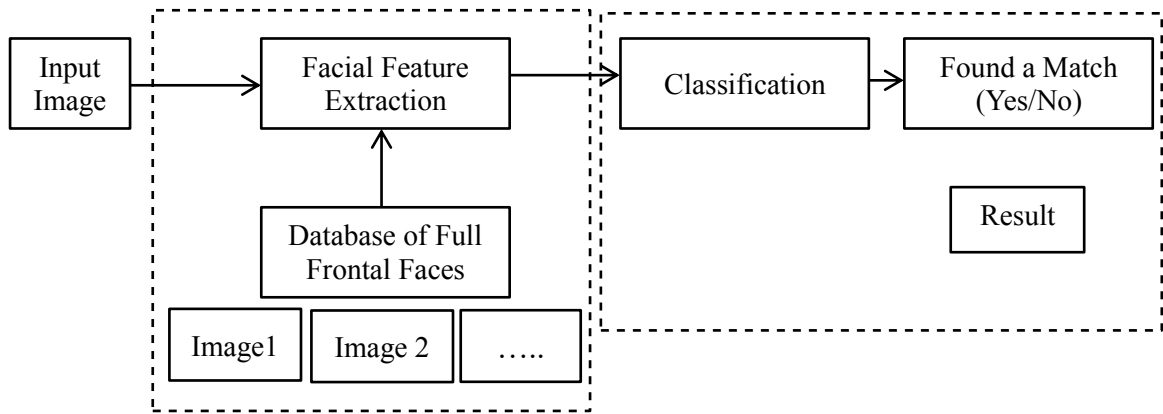 Input
Image
Facial Feature
Extraction
Classification
Found a Match
(Yes/No)
Database of Full
Frontal Faces
Result
Image1
Image 2
…..